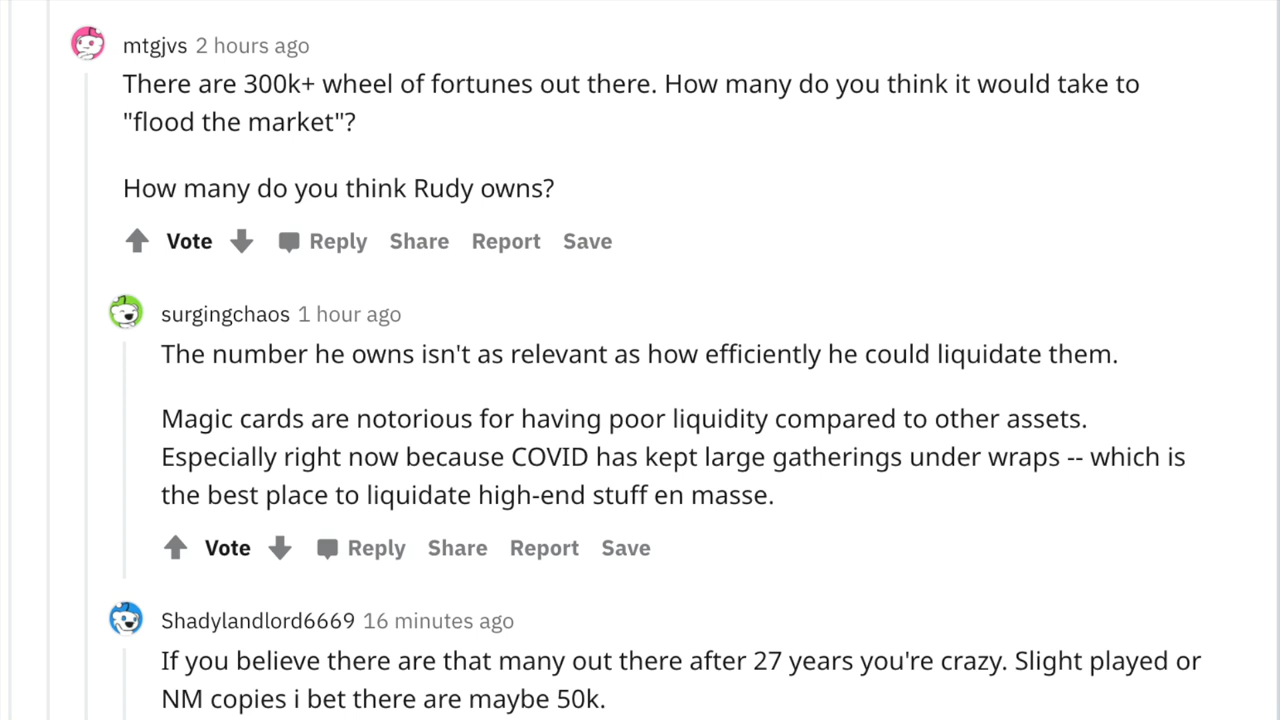 mtgjvs 2 hours ago
There are 300k+ wheel of fortunes out there. How many do you think it would take to
"flood the market"?
How many do you think Rudy owns?
Vote Reply Share Report Save
surgingchaos 1 hour ago
The number he owns isn't as relevant as how efficiently he could liquidate them.
Magic cards are notorious for having poor liquidity compared to other assets.
Especially right now because COVID has kept large gatherings under wraps -- which is
the best place to liquidate high-end stuff en masse.
Vote Reply Share Report Save
Shadylandlord6669 16 minutes ago
If you believe there are that many out there after 27 years you're crazy. Slight played or
NM copies i bet there are maybe 50k.